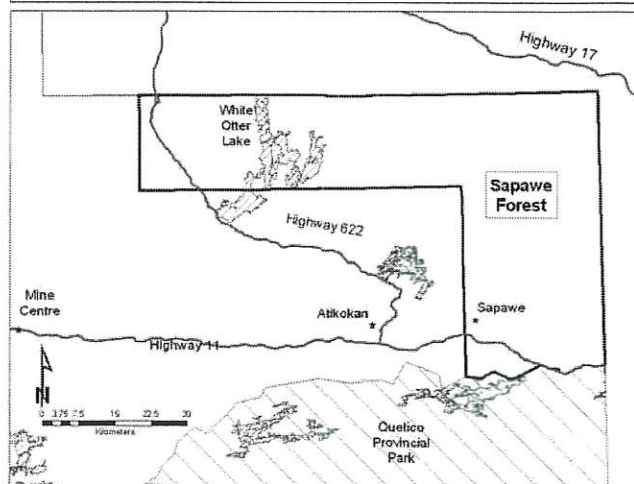 Highway 17
White
Otter
Lake
Sapawe
Forest
Highway 622
Mine
Centre
Atikokan
Sapawe
Highway 11
N
0 3.75 7.5 15 22.5 30
Kilometers
Quetico
Provincial
Park